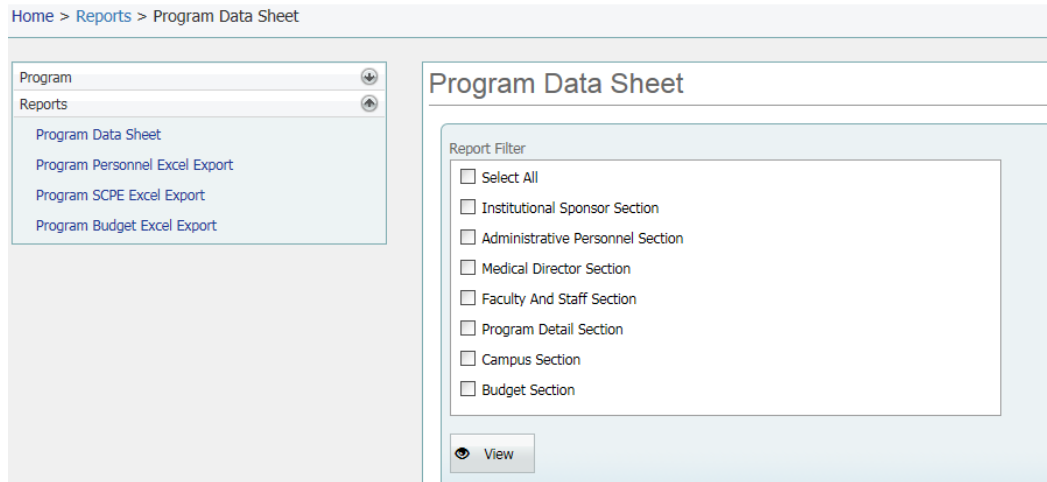 Home > Reports > Program Data Sheet
Program
Reports
Program Data Sheet
Program Personnel Excel Export
Program SCPE Excel Export
Program Budget Excel Export
Program Data Sheet
Report Filter
Select All
Institutional Sponsor Section
Administrative Personnel Section
Medical Director Section
Faculty And Staff Section
Program Detail Section
Campus Section
Budget Section
View